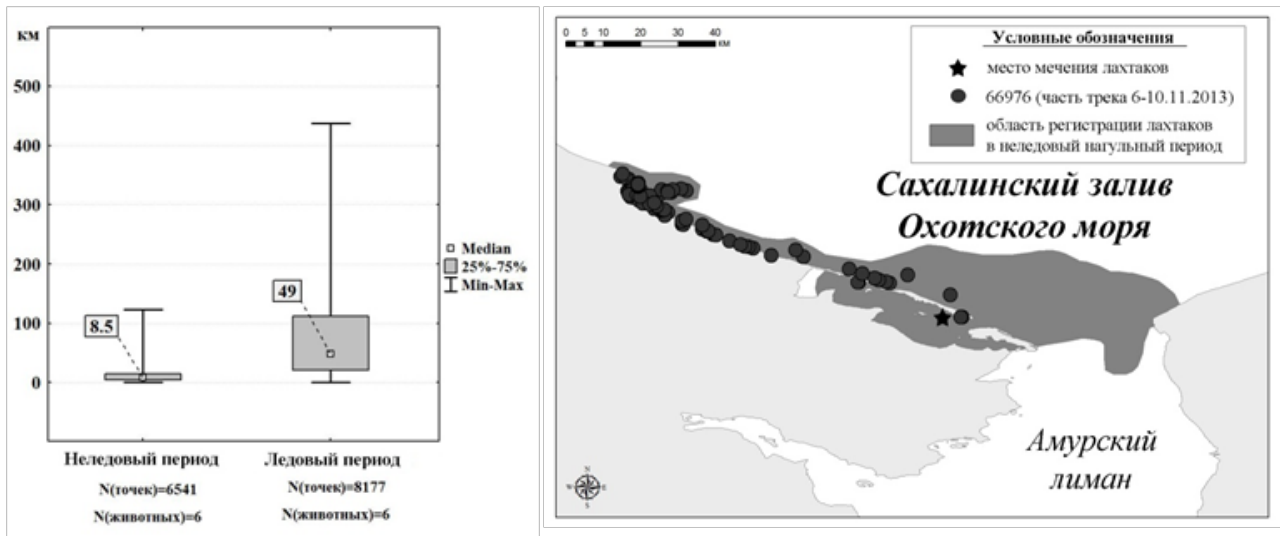 км
500
400
300
200
100
0
8.5
49
Median
25%-75%
Min-Max
Неледовый период
Ледовый период
N(точек)=6541
N(точек)=8177
N(животных)=6
N(животных)=6
0 5 10 20 30 40
КМ
Условные обозначения
место мечения лахтаков
66976 (часть трека 6-10.11.2013)
область регистрации лахтаков
в неледовый нагульный период
Сахалинский залив
Охотского моря
Амурский
лиман
N
W E
S